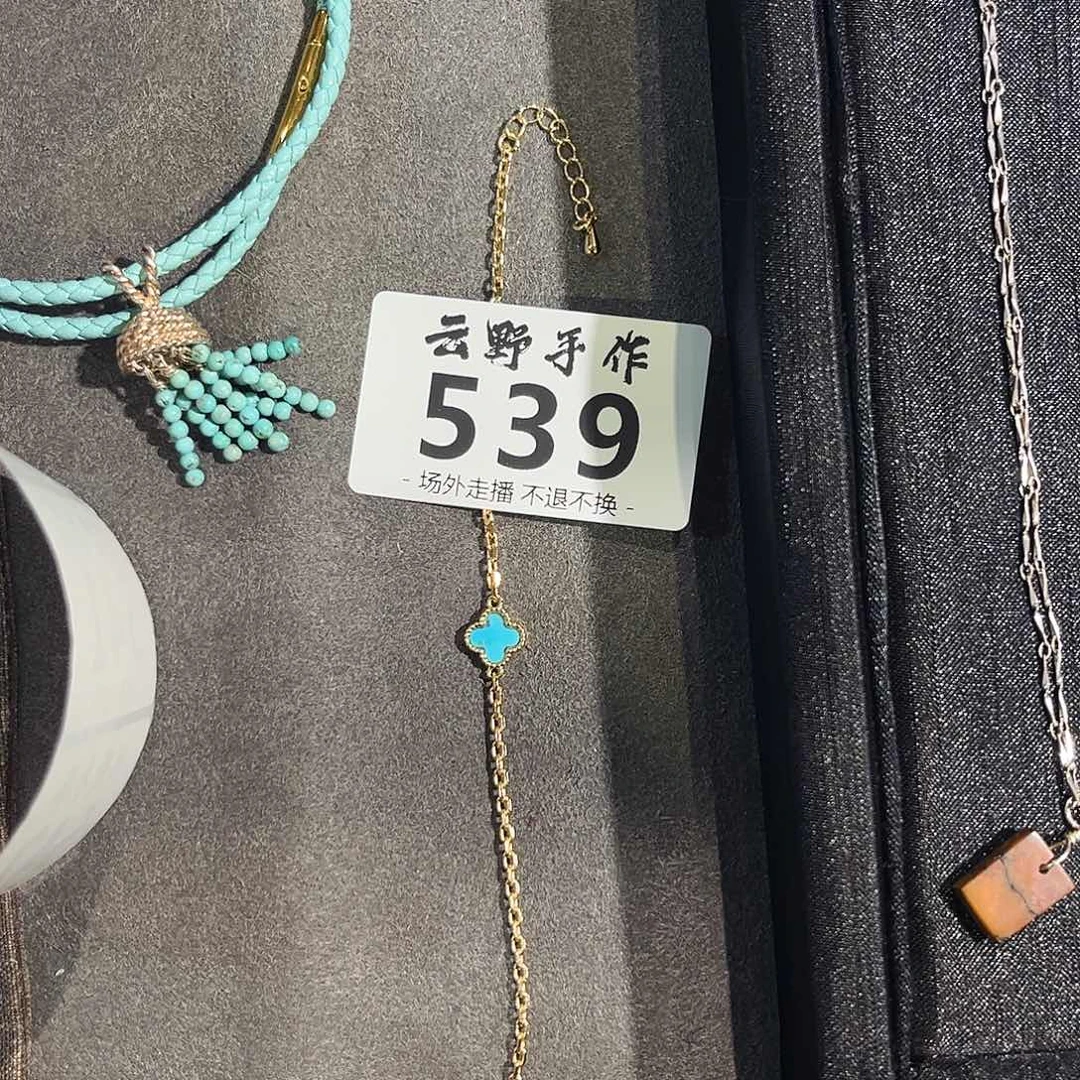 云野手作
539
- 场外走播 不退不换 -